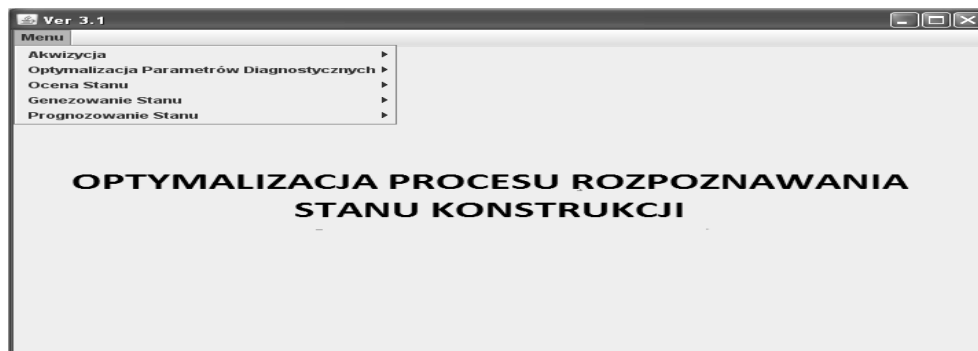 Ver 3.1
Menu
Akwizycja
Optymalizacja Parametrów Diagnostycznych
Ocena Stanu
Genezowanie Stanu
Prognozowanie Stanu
OPTYMALIZACJA PROCESU ROZPOZNAWANIA
STANU KONSTRUKCJI